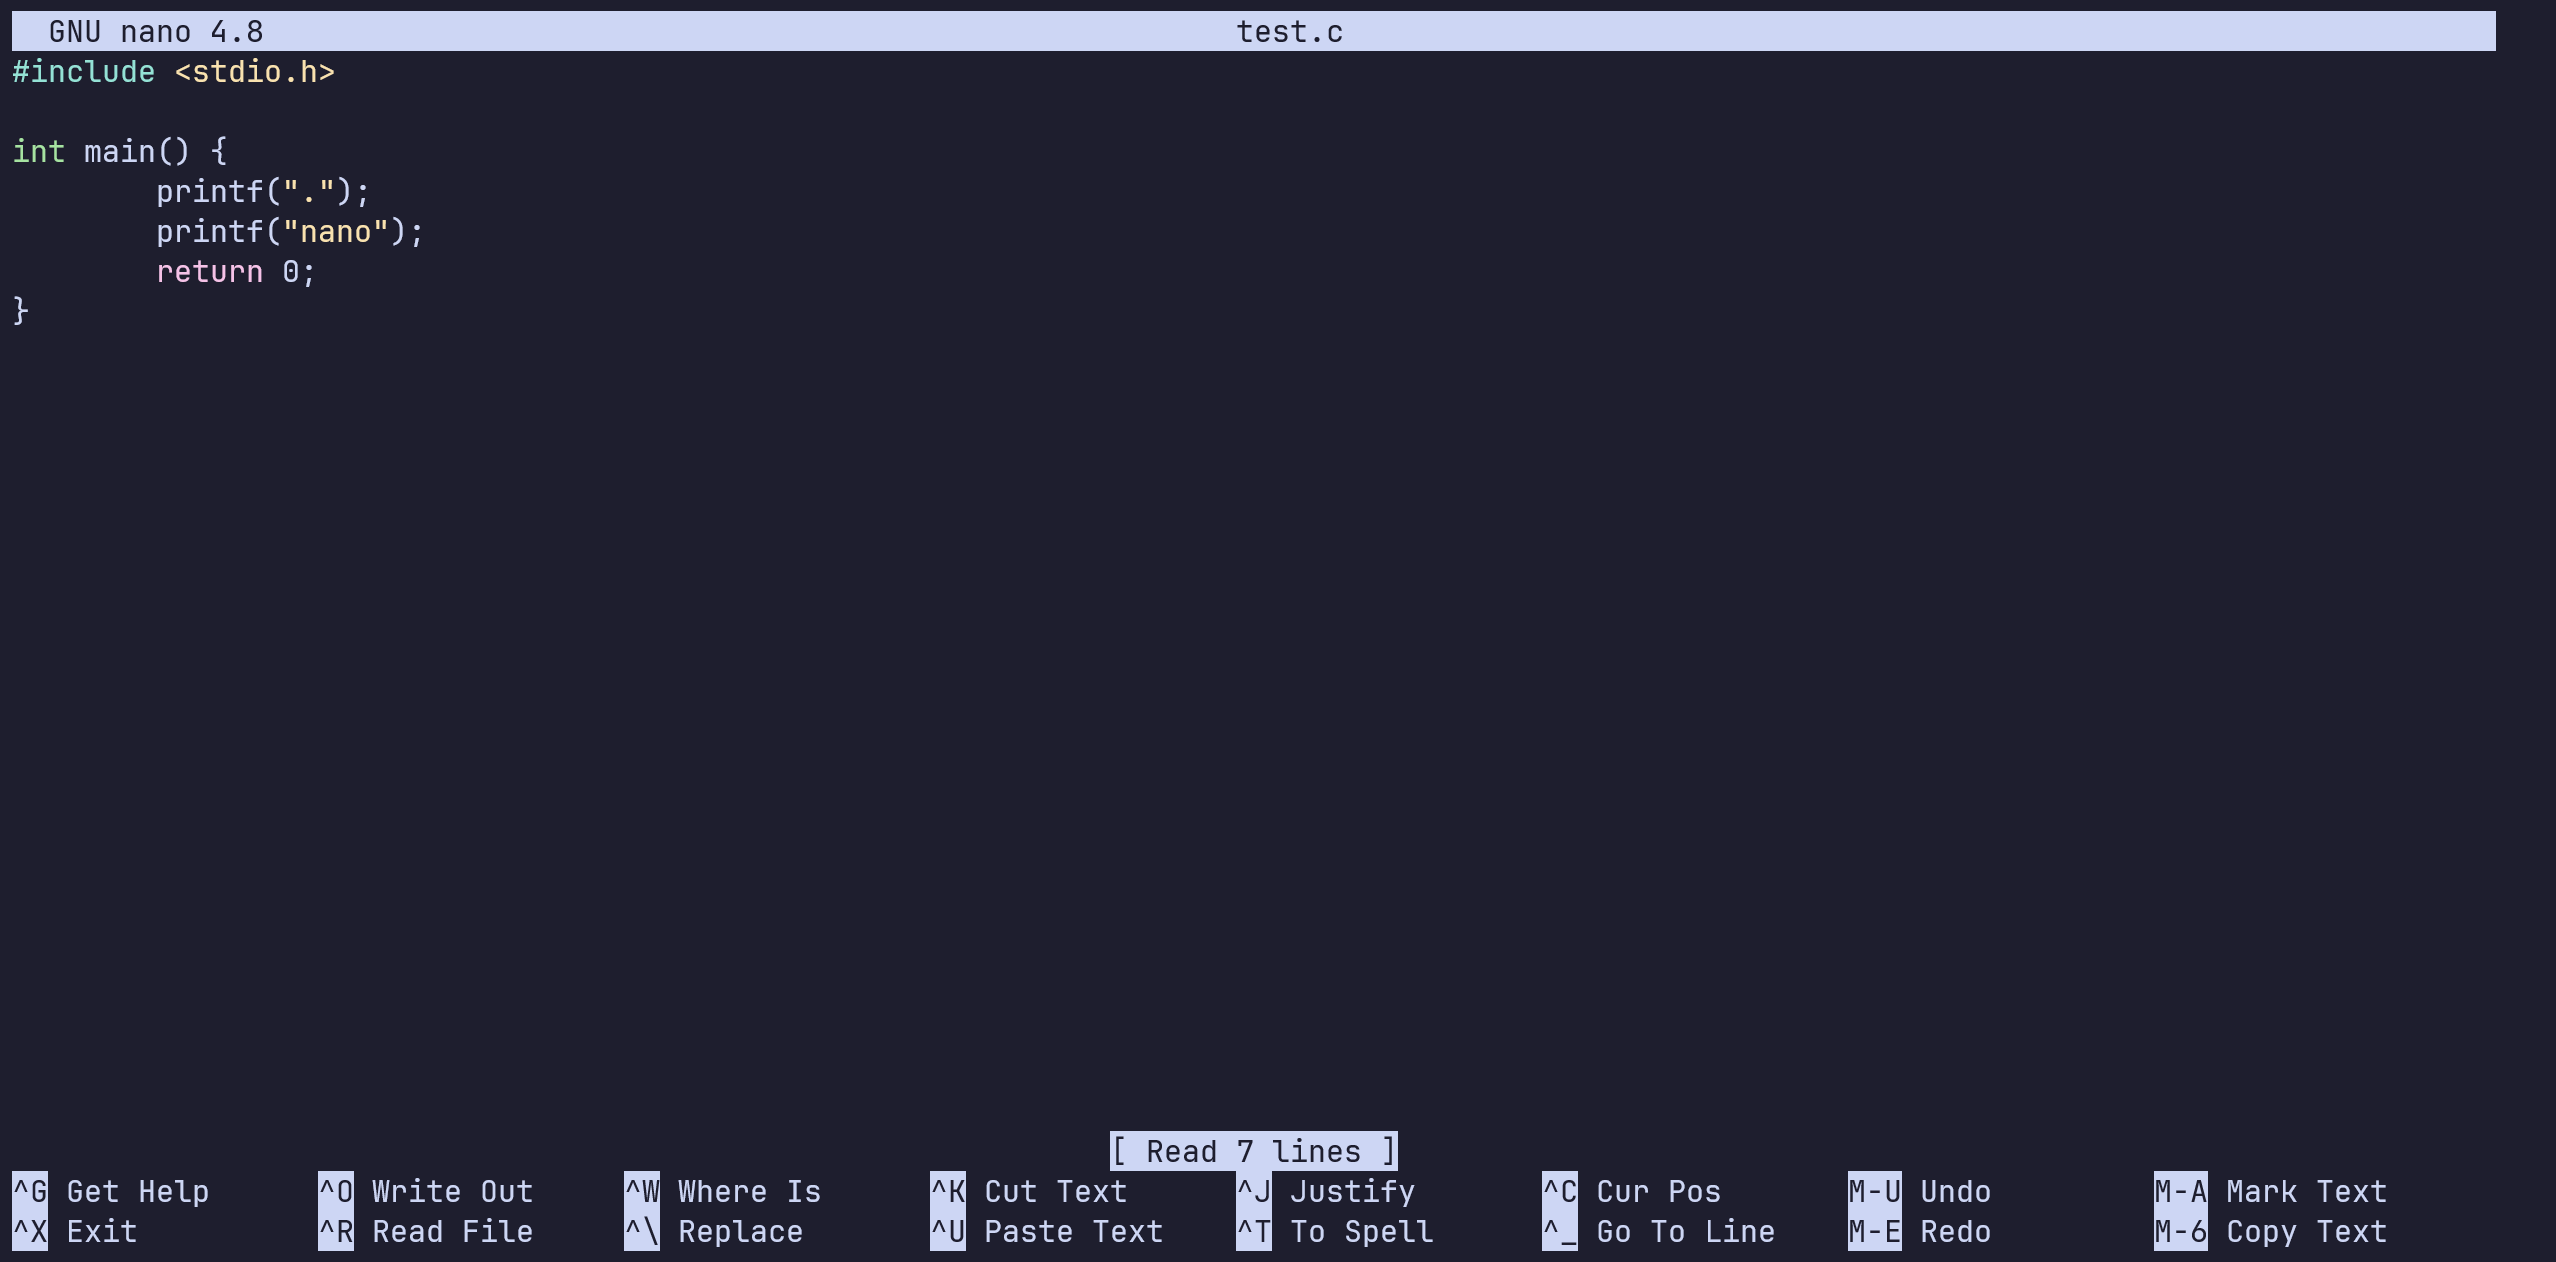 GNU nano 4.8 test.c
#include <stdio.h>
int main() {
        printf(".");
        printf("nano");
        return 0;
}
[ Read 7 lines ]
^G Get Help ^O Write Out ^W Where Is ^K Cut Text ^J Justify ^C Cur Pos M-U Undo M-A Mark Text
^X Exit ^R Read File ^\ Replace ^U Paste Text ^T To Spell ^_ Go To Line M-E Redo M-6 Copy Text